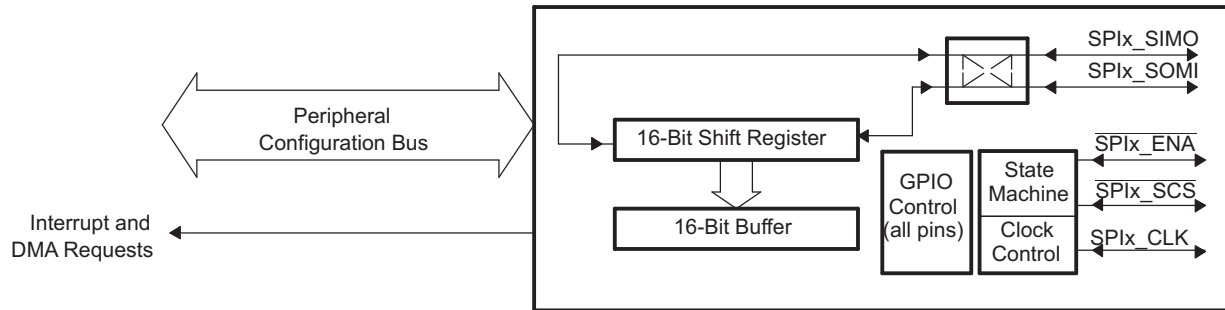 Peripheral
Configuration Bus
Interrupt and
DMA Requests
16-Bit Shift Register
16-Bit Buffer
GPIO
Control
(all pins)
State
Machine
Clock
Control
SPIx_SIMO
SPIx_SOMI
SPIx_ENA
SPIx_SCS
SPIx_CLK